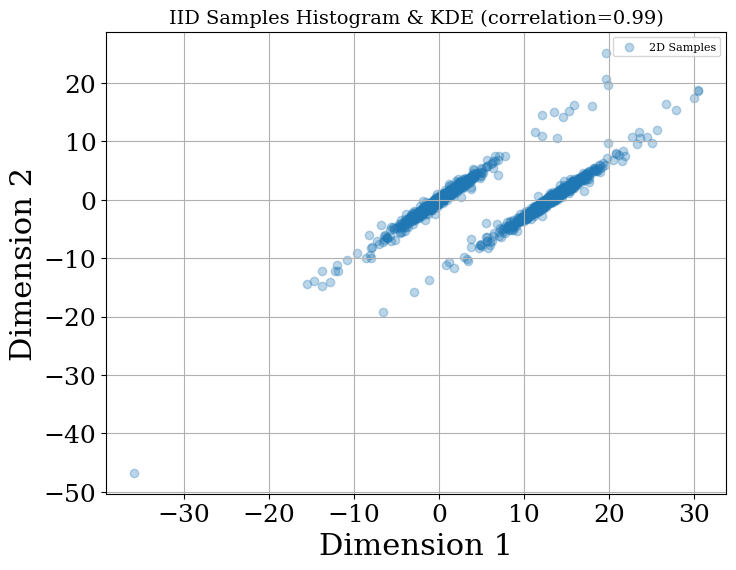 IID Samples Histogram & KDE (correlation=0.99)
2D Samples
20
10
0
−10
−20
−30
−40
−50
Dimension 2
−30 −20 −10 0 10 20 30
Dimension 1